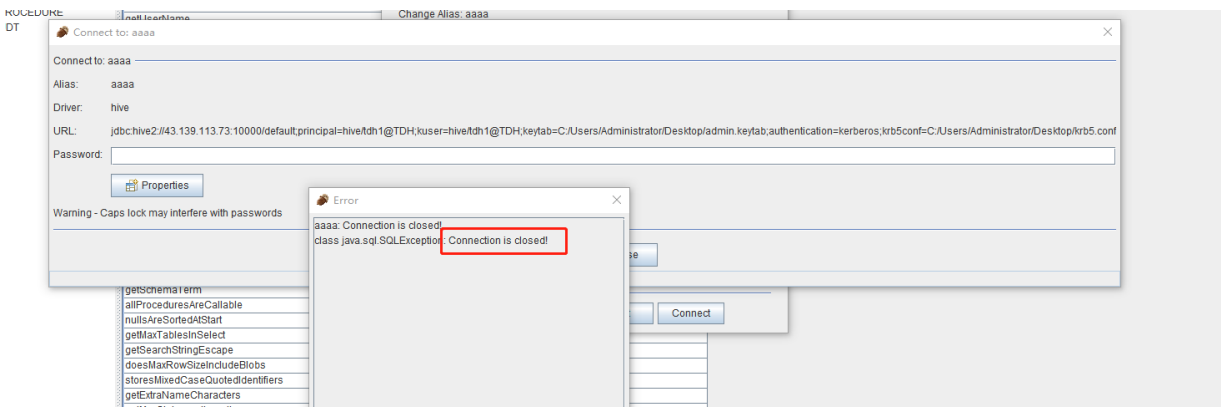 ROCEDURE
DT
getUserName
Change Alias: aaaa
Connect to: aaaa
Connect to: aaaa
Alias: aaaa
Driver: hive
URL: jdbc:hive2://43.139.113.73:10000/default;principal=hive/tdh1@TDH;kuser=hive/tdh1@TDH;keytab=C:/Users/Administrator/Desktop/admin.keytab;authentication=kerberos;krb5conf=C:/Users/Administrator/Desktop/krb5.conf
Password:
Properties
Warning - Caps lock may interfere with passwords
Error
aaaa: Connection is closed!
class java.sql.SQLException: Connection is closed!
se
getSchemaTerm
allProceduresAreCallable
nullsAreSortedAtStart
Connect
getMaxTablesInSelect
getSearchStringEscape
doesMaxRowSizeIncludeBlobs
storesMixedCaseQuotedIdentifiers
getExtraNameCharacters